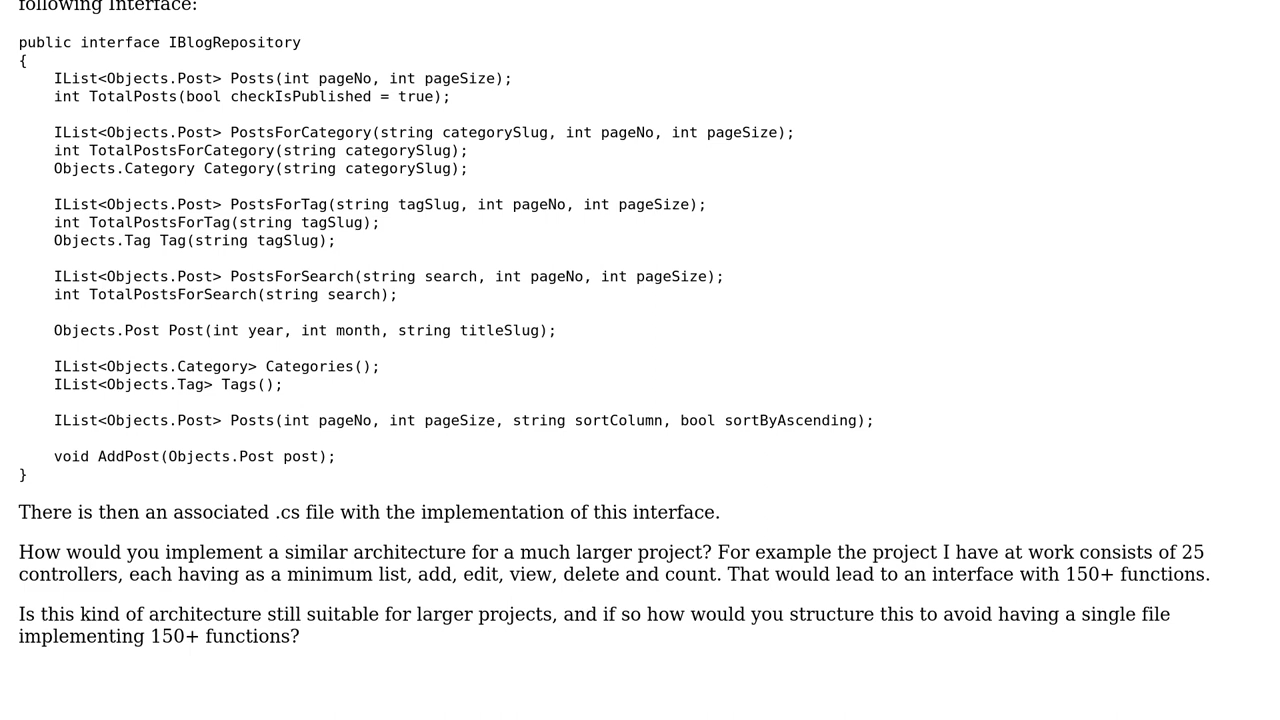 following Interface:
public interface IBlogRepository
{
    IList<Objects.Post> Posts(int pageNo, int pageSize);
    int TotalPosts(bool checkIsPublished = true);

    IList<Objects.Post> PostsForCategory(string categorySlug, int pageNo, int pageSize);
    int TotalPostsForCategory(string categorySlug);
    Objects.Category Category(string categorySlug);

    IList<Objects.Post> PostsForTag(string tagSlug, int pageNo, int pageSize);
    int TotalPostsForTag(string tagSlug);
    Objects.Tag Tag(string tagSlug);

    IList<Objects.Post> PostsForSearch(string search, int pageNo, int pageSize);
    int TotalPostsForSearch(string search);

    Objects.Post Post(int year, int month, string titleSlug);

    IList<Objects.Category> Categories();
    IList<Objects.Tag> Tags();

    IList<Objects.Post> Posts(int pageNo, int pageSize, string sortColumn, bool sortByAscending);

    void AddPost(Objects.Post post);
}
There is then an associated .cs file with the implementation of this interface.
How would you implement a similar architecture for a much larger project? For example the project I have at work consists of 25
controllers, each having as a minimum list, add, edit, view, delete and count. That would lead to an interface with 150+ functions.
Is this kind of architecture still suitable for larger projects, and if so how would you structure this to avoid having a single file
implementing 150+ functions?